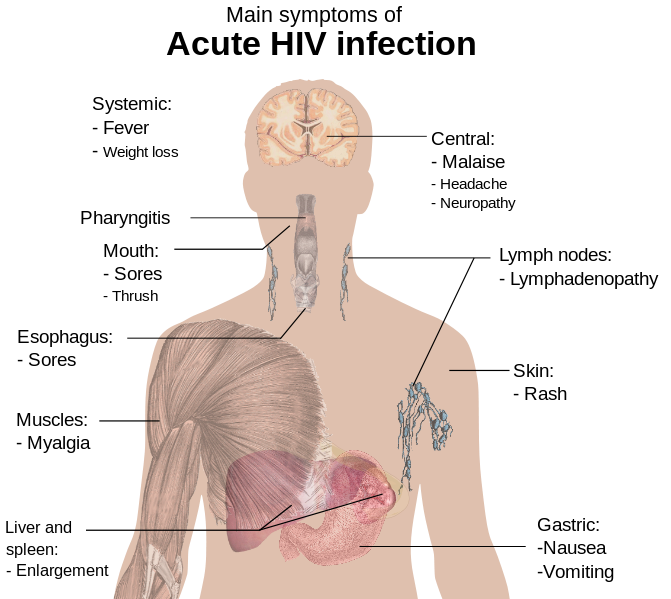 Main symptoms of
Acute HIV infection
Systemic:
- Fever
- Weight loss
Central:
- Malaise
- Headache
- Neuropathy
Pharyngitis
Mouth:
- Sores
- Thrush
Lymph nodes:
- Lymphadenopathy
Esophagus:
- Sores
Skin:
- Rash
Muscles:
- Myalgia
Liver and
spleen:
- Enlargement
Gastric:
-Nausea
-Vomiting